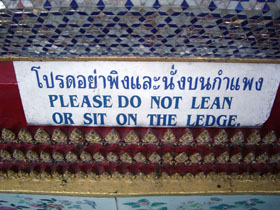 โปรดอย่าพิงและนั่งบนกำแพง
PLEASE DO NOT LEAN
OR SIT ON THE LEDGE.